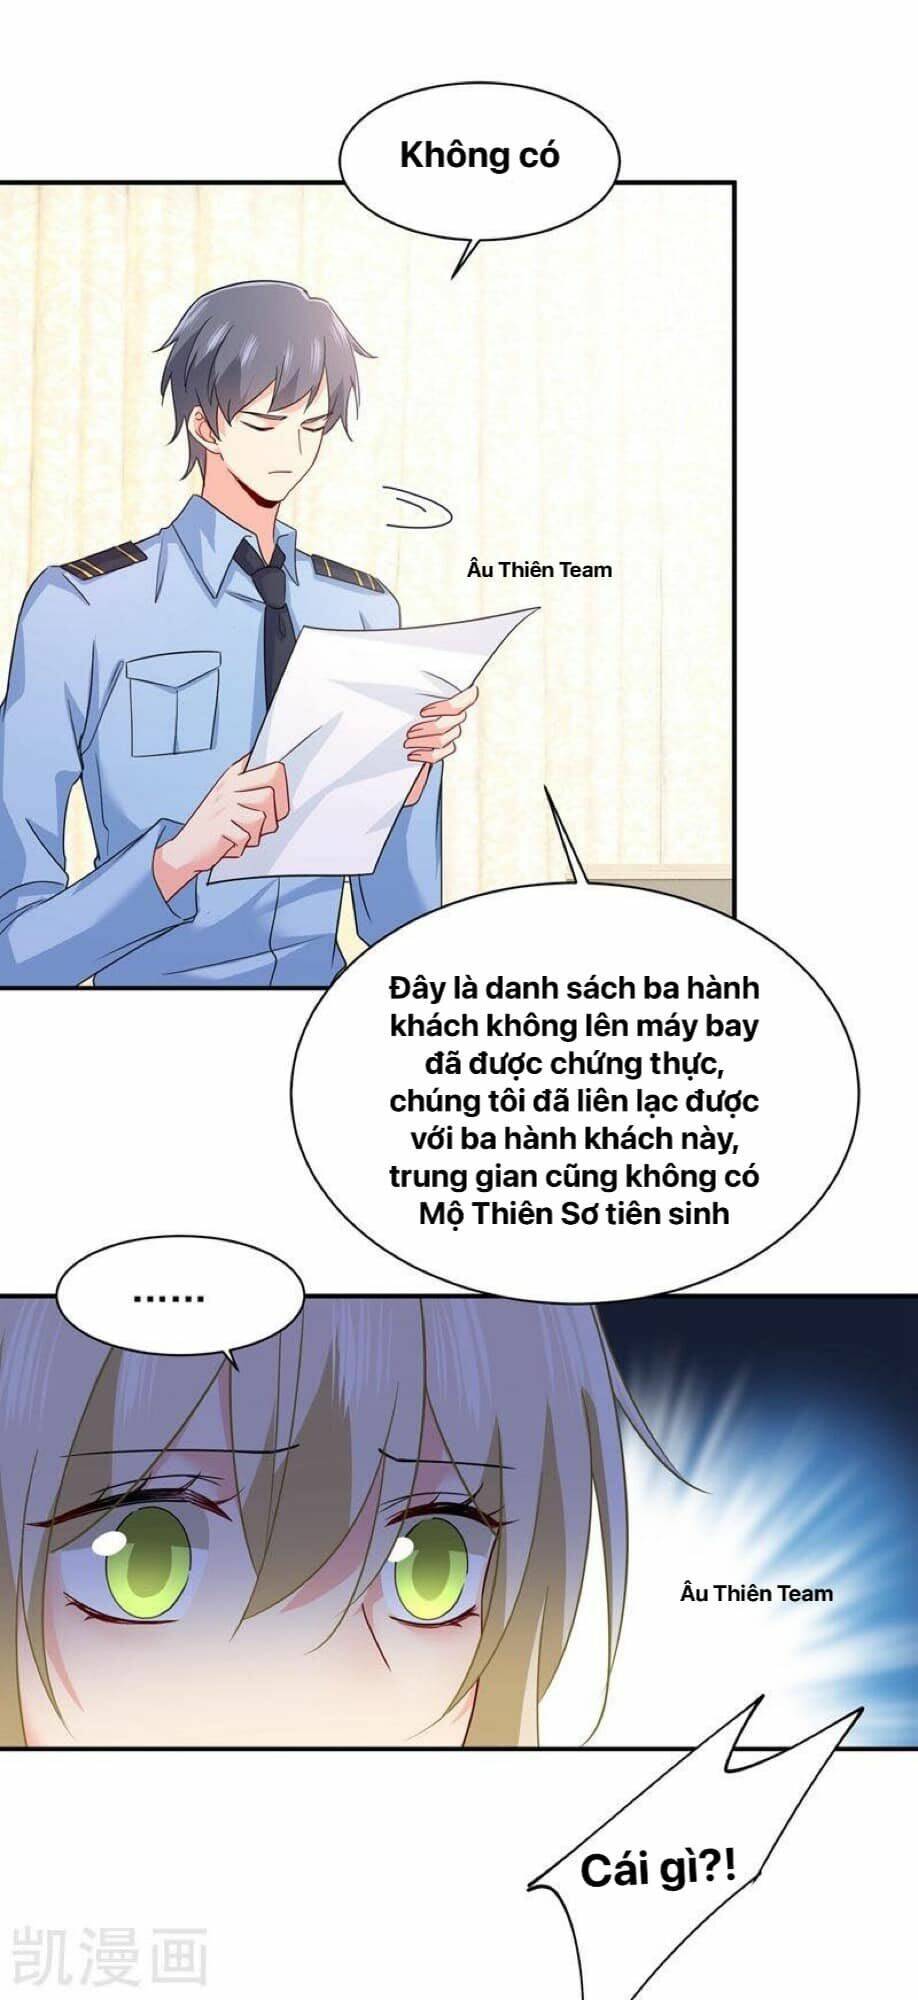 Không có
Âu Thiên Team
Đây là danh sách ba hành
khách không lên máy bay
đã được chứng thực,
chúng tôi đã liên lạc được
với ba hành khách này,
trung gian cũng không có
Mộ Thiên Sơ tiên sinh
......
Âu Thiên Team
Cái gì?!
凯漫画